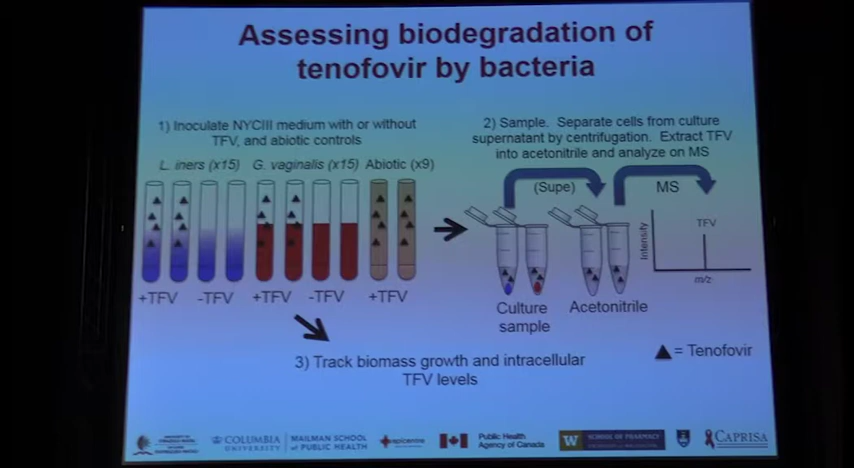 Assessing biodegradation of
tenofovir by bacteria
1) Inoculate NYCIII medium with or without
TFV, and abiotic controls
L. iners (x15) G. vaginalis (x15) Abiotic (x9)
+TFV -TFV +TFV -TFV +TFV
2) Sample. Separate cells from culture
supernatant by centrifugation. Extract TFV
into acetonitrile and analyze on MS
(Supe) MS
TFV
Intensity
m/z
Culture
sample
Acetonitrile
3) Track biomass growth and intracellular
TFV levels
= Tenofovir
COLUMBIA
UNIVERSITY
MAILMAN SCHOOL
of PUBLIC HEALTH
epicentre
Public Health
Agency of Canada
W SCHOOL OF PHARMACY
CAPRISA